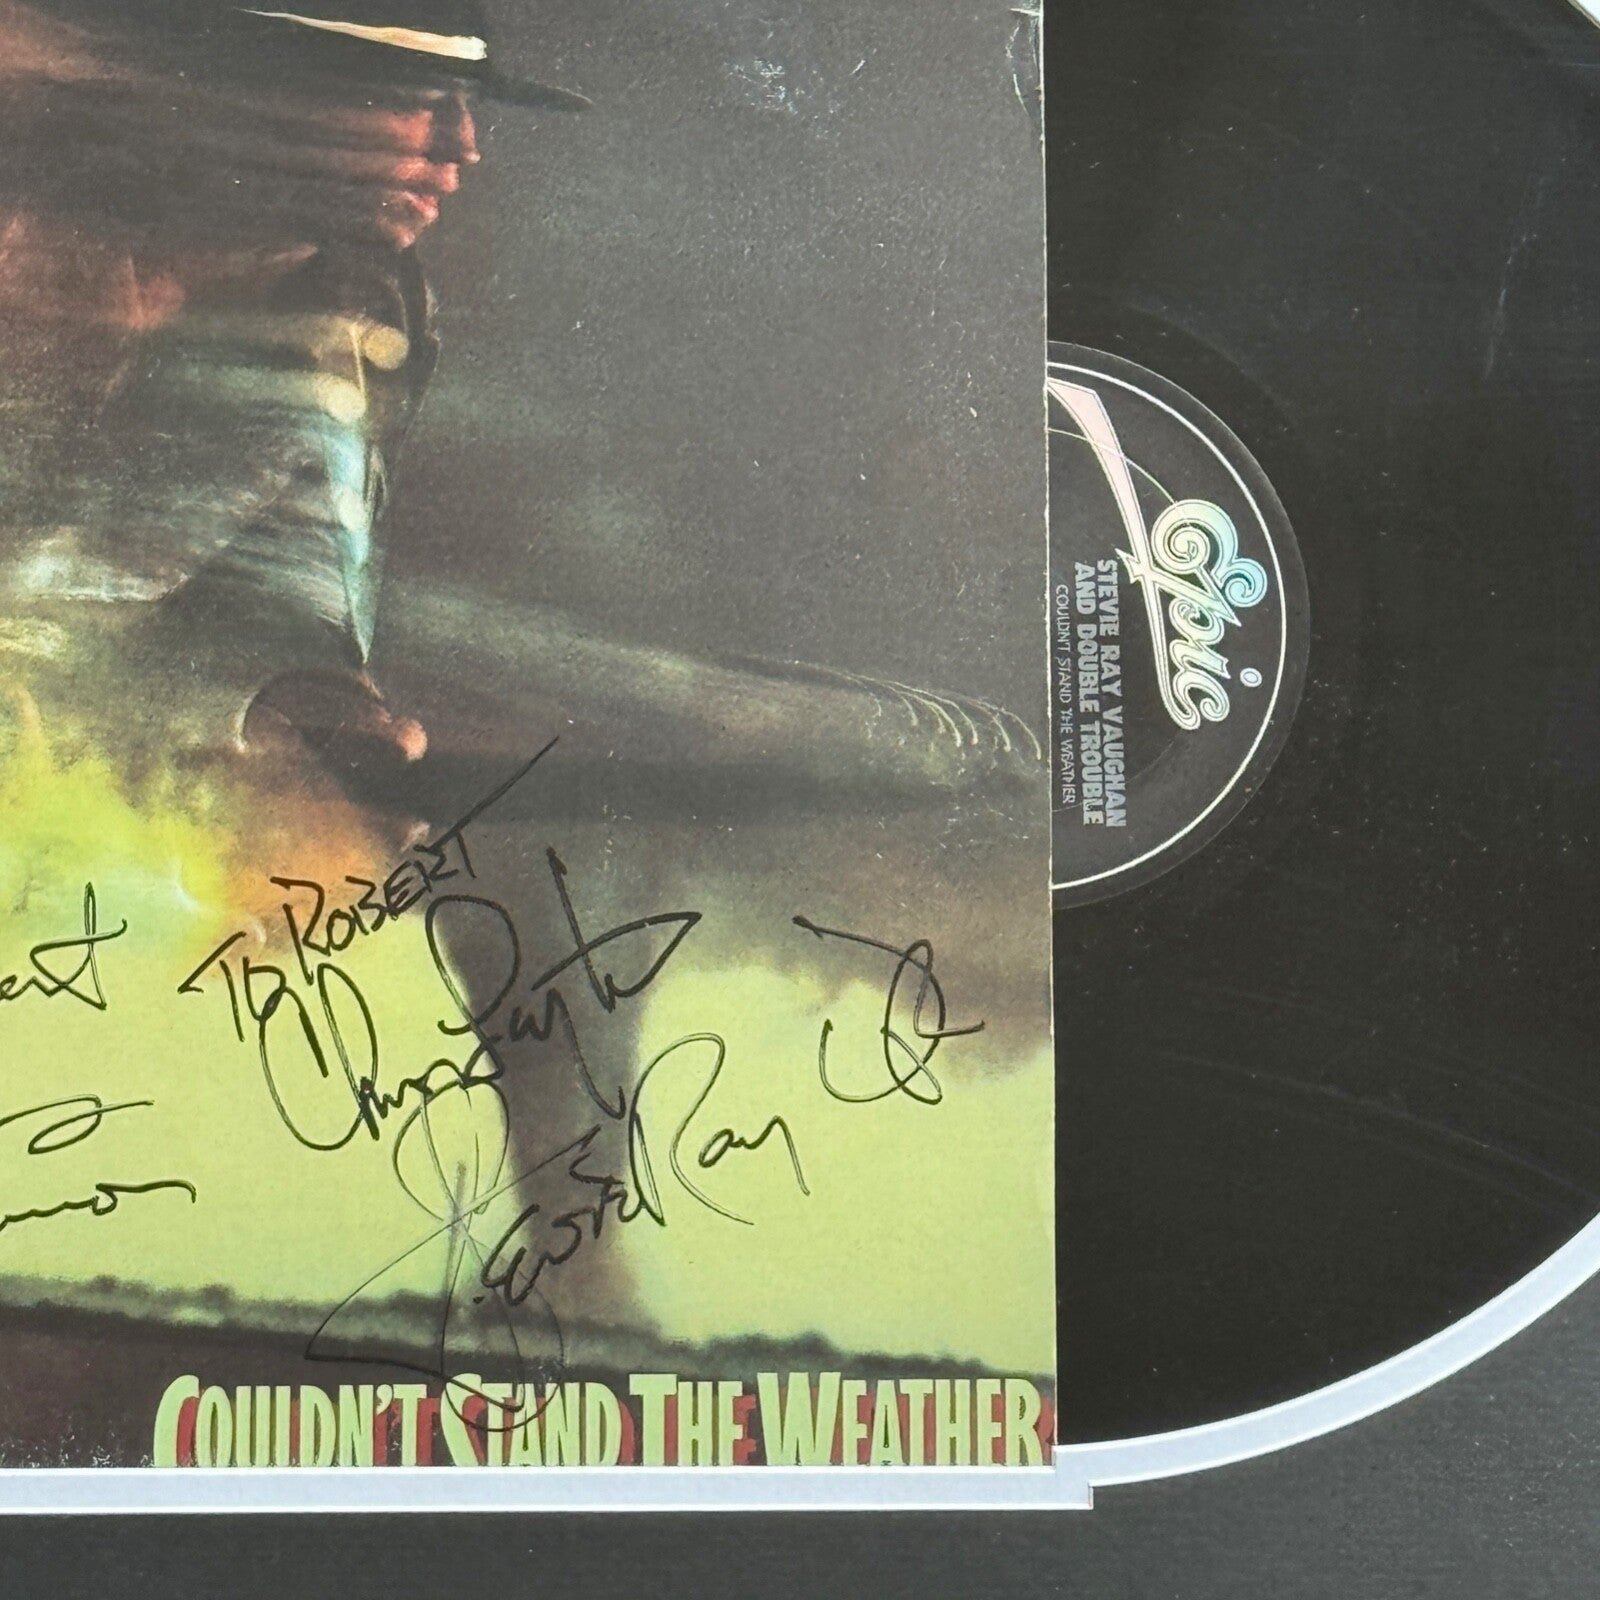 To ROBERT
Stevie Ray
COULDN'T STAND THE WEATHER
Epic
STEVIE RAY VAUGHAN
AND DOUBLE TROUBLE
COULDN'T STAND THE WEATHER